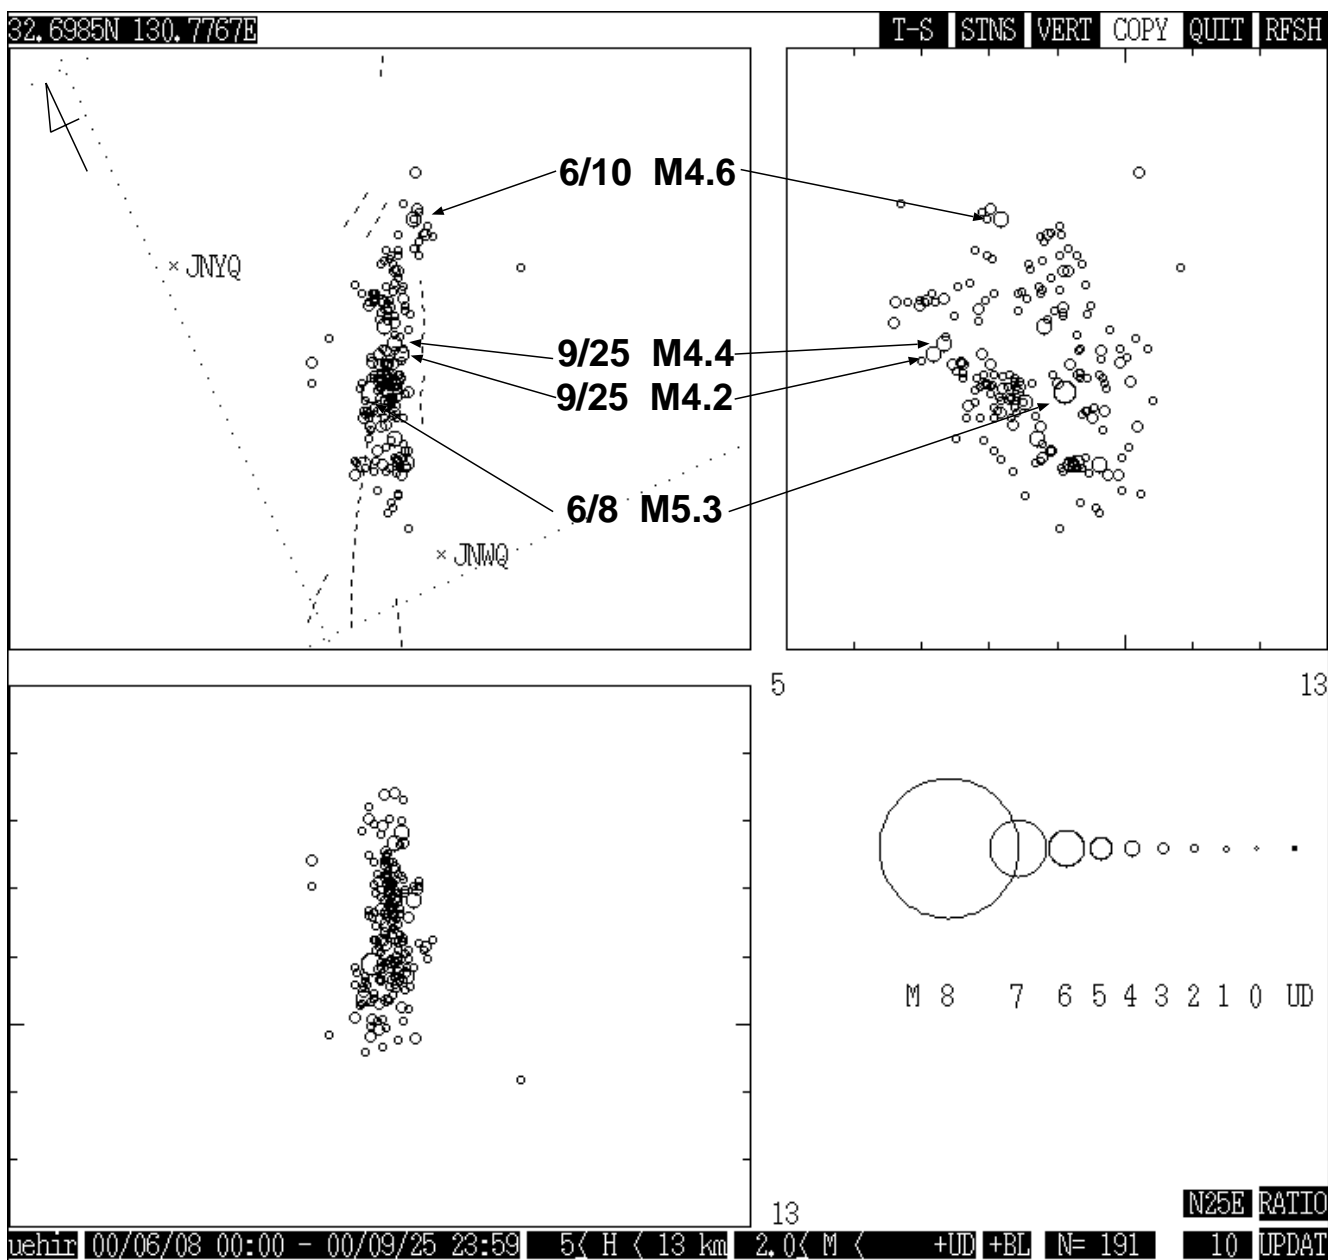 32.6985N 130.7767E
T-S STNS VERT COPY QUIT RFSH
6/10 M4.6
JNYQ
9/25 M4.4
9/25 M4.2
6/8 M5.3
JNWQ
5 13
M 8 7 6 5 4 3 2 1 0 UD
13
N25E RATIO
uehir 00/06/08 00:00 - 00/09/25 23:59 5< H < 13 km 2.0< M < +UD +BL N= 191 10 UPDAT